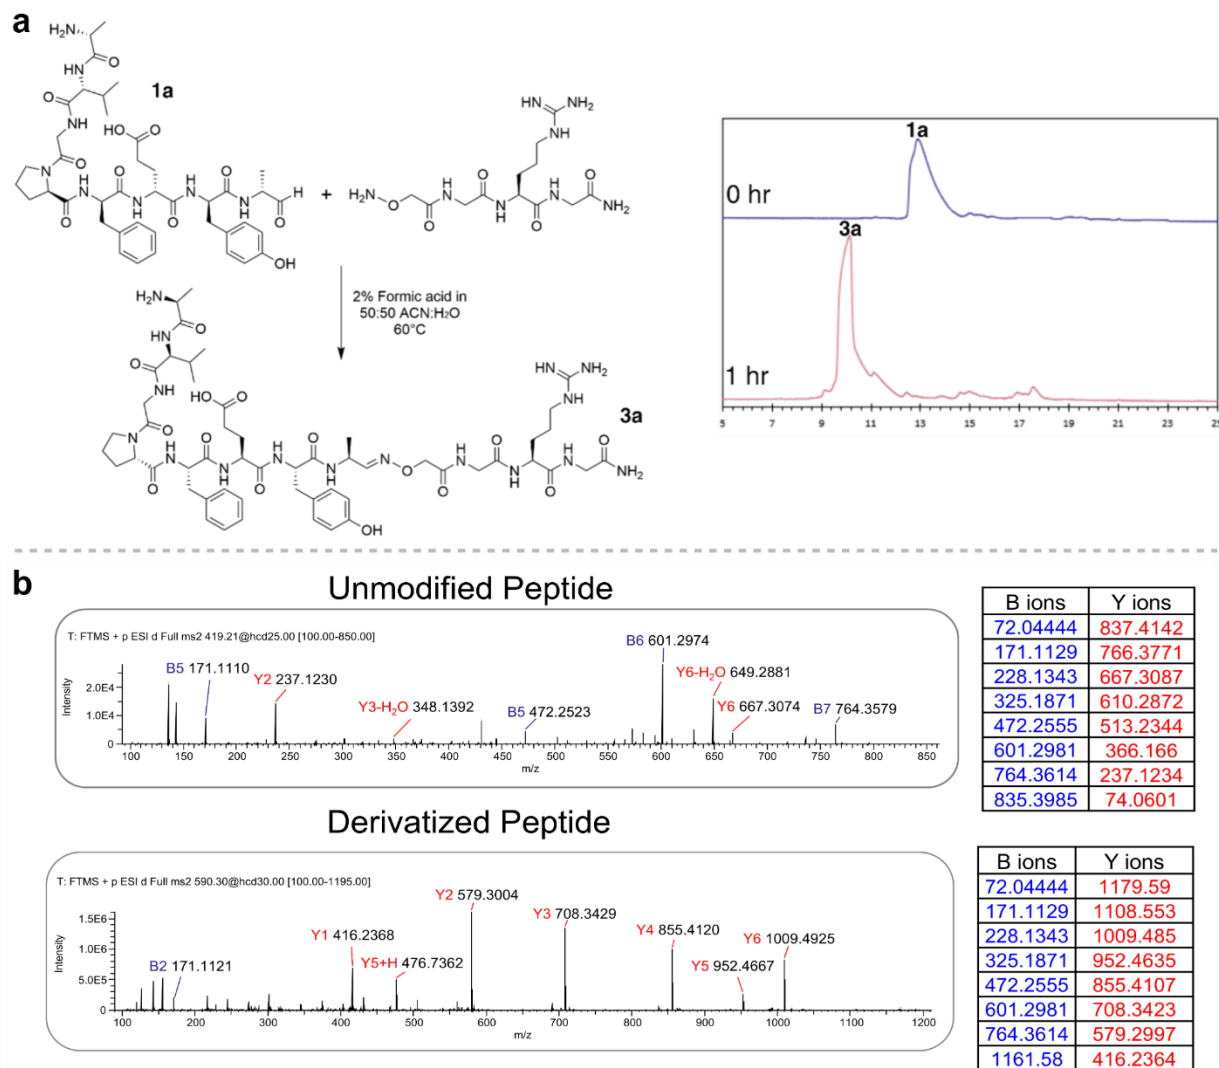 a
H₂N
O
HN
1a
O
NH
HO
O
O
N
O
H
N
O
O
N
H
O
H
N
O
O
N
H
H
O
OH
+
HN
NH₂
NH
H₂N
O
O
H
N
O
N
H
O
H
N
O
NH₂
2% Formic acid in
50:50 ACN:H₂O
60°C
H₂N
O
HN
O
NH
HO
O
N
O
O
H
N
O
N
H
O
H
N
O
N
H
OH
N
O
O
H
N
O
N
H
O
H
N
O
NH₂
HN
NH₂
NH
3a
1a
0 hr
3a
1 hr
5 7 9 11 13 15 17 19 21 23 25
b
Unmodified Peptide
T: FTMS + p ESI d Full ms2 419.21@hcd25.00 [100.00-850.00]
Intensity
2.0E4
1.0E4
0
B5 171.1110
Y2 237.1230
Y3-H₂O 348.1392
B5 472.2523
B6 601.2974
Y6-H₂O 649.2881
Y6 667.3074
B7 764.3579
100 150 200 250 300 350 400 450 500 550 600 650 700 750 800 850
m/z
B ions Y ions
72.04444 837.4142
171.1129 766.3771
228.1343 667.3087
325.1871 610.2872
472.2555 513.2344
601.2981 366.166
764.3614 237.1234
835.3985 74.0601
Derivatized Peptide
T: FTMS + p ESI d Full ms2 590.30@hcd30.00 [100.00-1195.00]
Intensity
1.5E6
1.0E6
5.0E5
0
B2 171.1121
Y1 416.2368
Y5+H 476.7362
Y2 579.3004
Y3 708.3429
Y4 855.4120
Y5 952.4667
Y6 1009.4925
100 200 300 400 500 600 700 800 900 1000 1100 1200
m/z
B ions Y ions
72.04444 1179.59
171.1129 1108.553
228.1343 1009.485
325.1871 952.4635
472.2555 855.4107
601.2981 708.3423
764.3614 579.2997
1161.58 416.2364